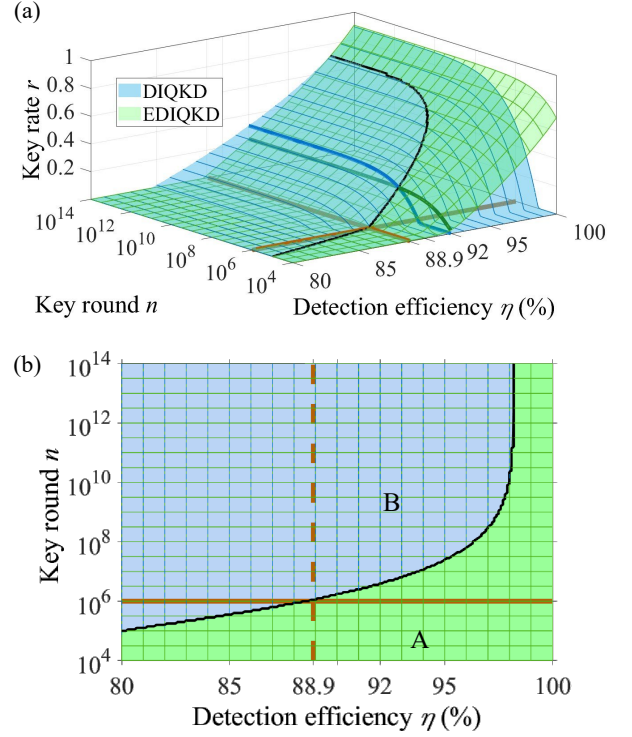 (a)
1
0.8
0.6
0.4
0.2
Key rate r
DIQKD
EDIQKD
10^14
10^12
10^10
10^8
10^6
10^4
Key round n
80
85
88.9
92
95
100
Detection efficiency η (%)
(b)
10^14
10^12
10^10
10^8
10^6
10^4
Key round n
B
A
80
85
88.9
92
95
100
Detection efficiency η (%)